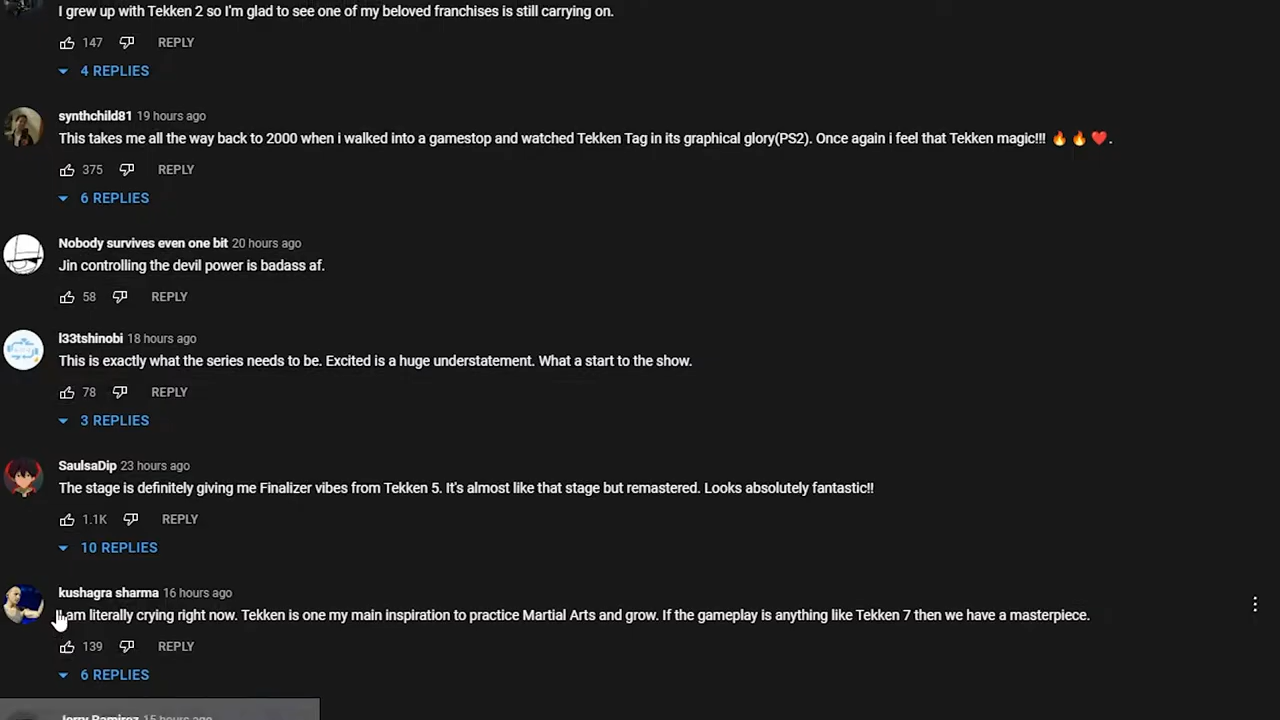 I grew up with Tekken 2 so I'm glad to see one of my beloved franchises is still carrying on.
147 REPLY
4 REPLIES
synthchild81 19 hours ago
This takes me all the way back to 2000 when i walked into a gamestop and watched Tekken Tag in its graphical glory(PS2). Once again i feel that Tekken magic!!! 🔥 🔥 ❤️.
375 REPLY
6 REPLIES
Nobody survives even one bit 20 hours ago
Jin controlling the devil power is badass af.
58 REPLY
l33tshinobi 18 hours ago
This is exactly what the series needs to be. Excited is a huge understatement. What a start to the show.
78 REPLY
3 REPLIES
SaulsaDip 23 hours ago
The stage is definitely giving me Finalizer vibes from Tekken 5. It's almost like that stage but remastered. Looks absolutely fantastic!!
1.1K REPLY
10 REPLIES
kushagra sharma 16 hours ago
I am literally crying right now. Tekken is one my main inspiration to practice Martial Arts and grow. If the gameplay is anything like Tekken 7 then we have a masterpiece.
139 REPLY
6 REPLIES
Jerry Ramirez 15 hours ago